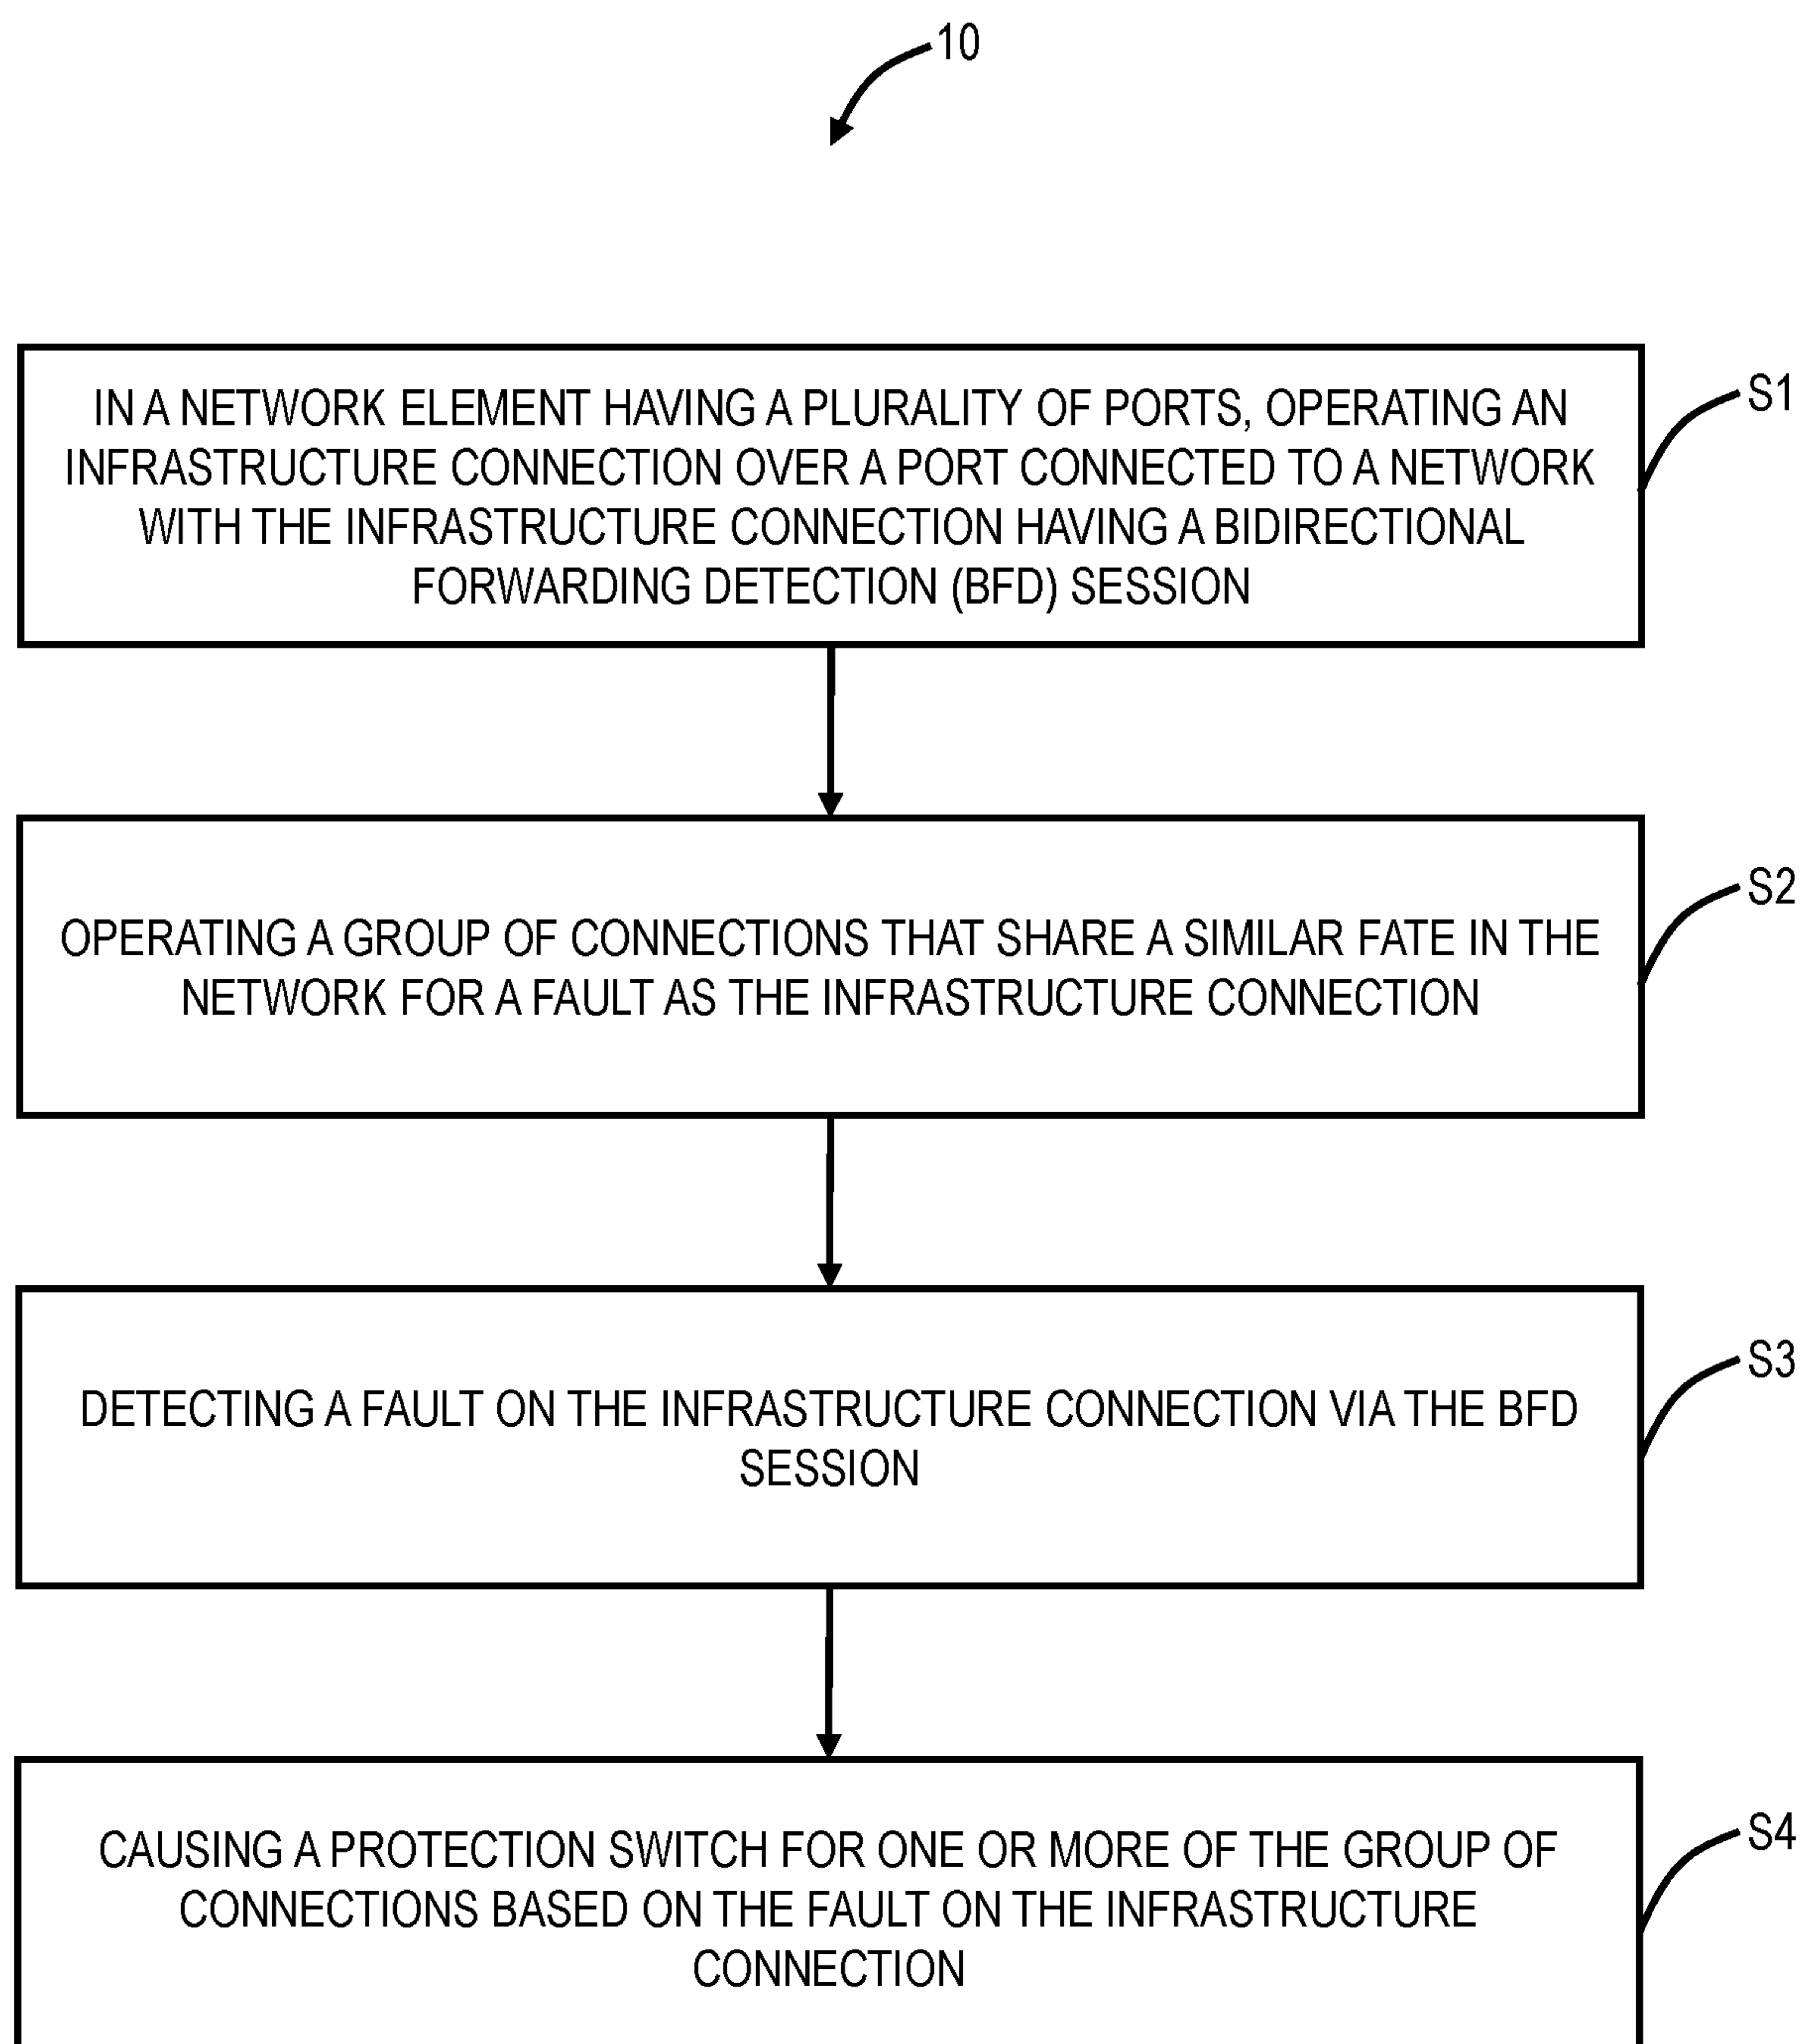 10
IN A NETWORK ELEMENT HAVING A PLURALITY OF PORTS, OPERATING AN
INFRASTRUCTURE CONNECTION OVER A PORT CONNECTED TO A NETWORK
WITH THE INFRASTRUCTURE CONNECTION HAVING A BIDIRECTIONAL
FORWARDING DETECTION (BFD) SESSION
S1
OPERATING A GROUP OF CONNECTIONS THAT SHARE A SIMILAR FATE IN THE
NETWORK FOR A FAULT AS THE INFRASTRUCTURE CONNECTION
S2
DETECTING A FAULT ON THE INFRASTRUCTURE CONNECTION VIA THE BFD
SESSION
S3
CAUSING A PROTECTION SWITCH FOR ONE OR MORE OF THE GROUP OF
CONNECTIONS BASED ON THE FAULT ON THE INFRASTRUCTURE
CONNECTION
S4